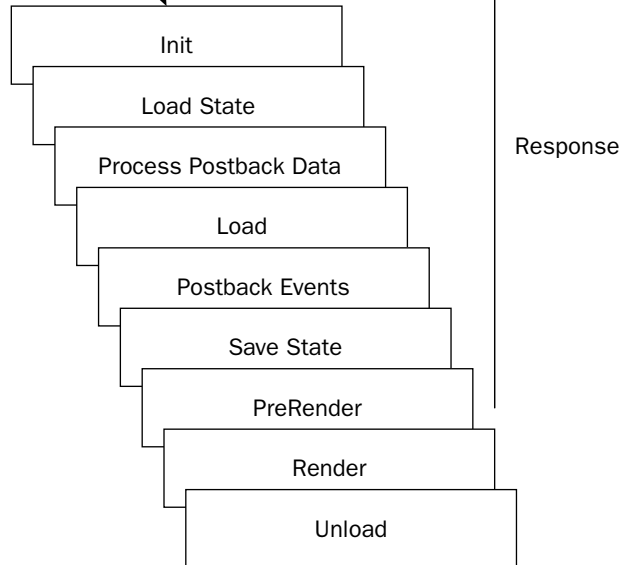 Init
Load State
Response
Process Postback Data
Load
Postback Events
Save State
PreRender
Render
Unload